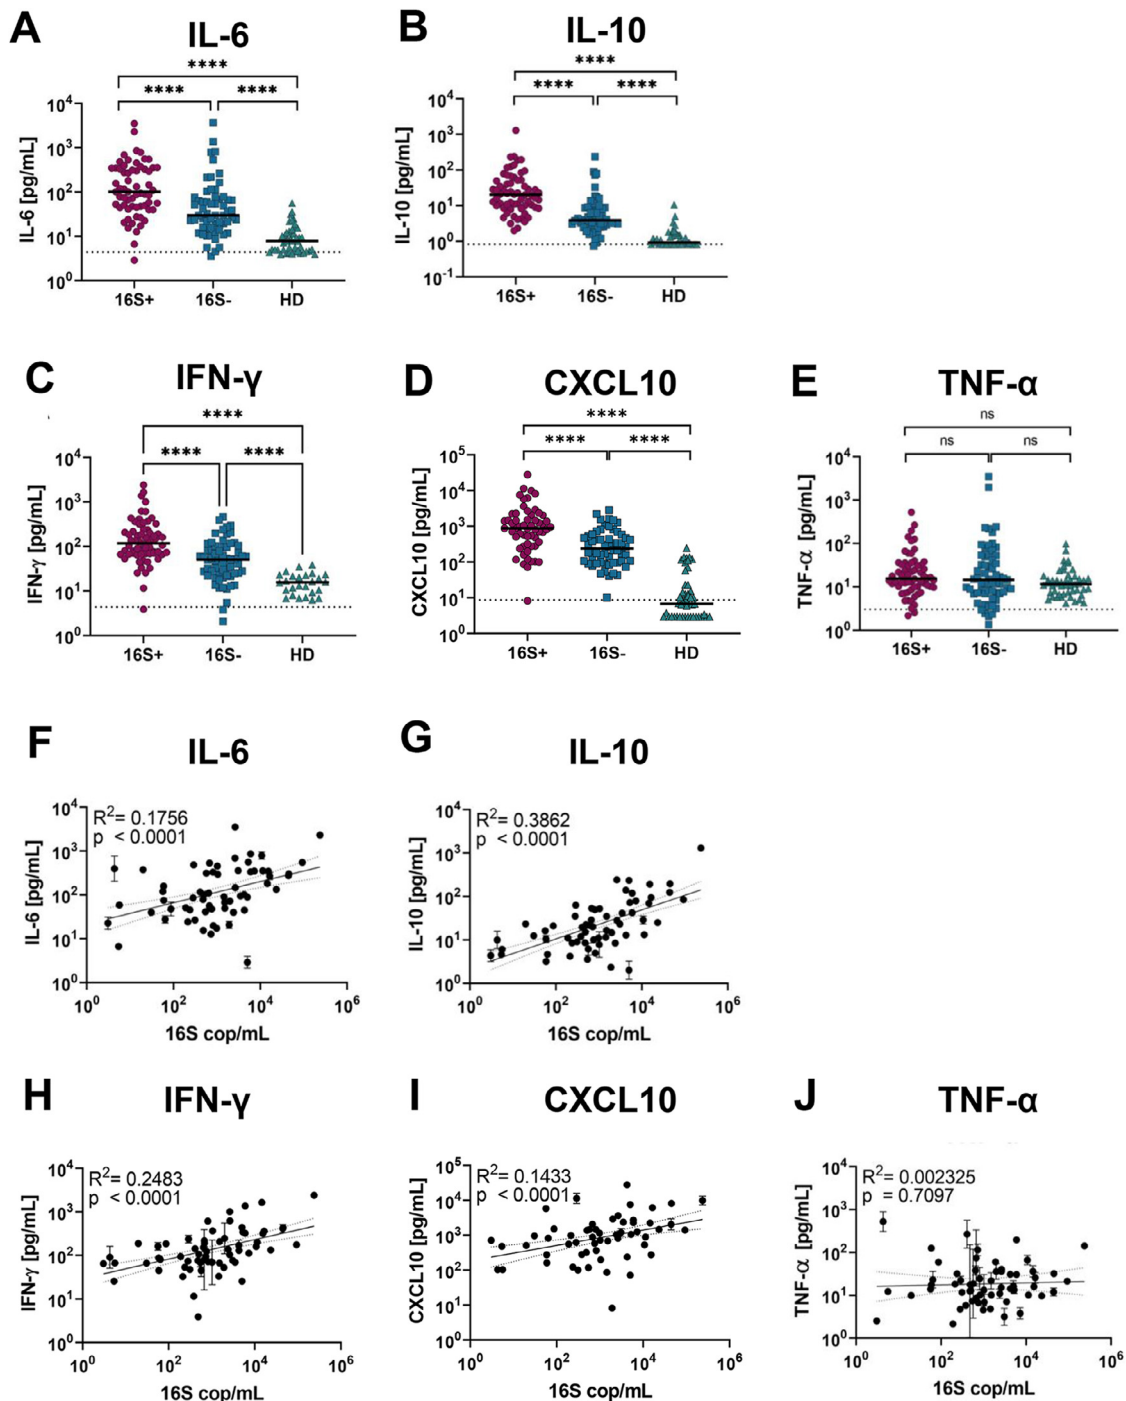 A
IL-6
****
****
****
IL-6 [pg/mL]
10^4
10^3
10^2
10^1
10^0
16S+
16S-
HD
B
IL-10
****
****
****
IL-10 [pg/mL]
10^4
10^3
10^2
10^1
10^0
10^-1
16S+
16S-
HD
C
IFN-γ
****
****
****
IFN-γ [pg/mL]
10^4
10^3
10^2
10^1
10^0
16S+
16S-
HD
D
CXCL10
****
****
****
CXCL10 [pg/mL]
10^5
10^4
10^3
10^2
10^1
10^0
16S+
16S-
HD
E
TNF-α
ns
ns
ns
TNF-α [pg/mL]
10^4
10^3
10^2
10^1
10^0
16S+
16S-
HD
F
IL-6
R^2= 0.1756
p < 0.0001
IL-6 [pg/mL]
10^4
10^3
10^2
10^1
10^0
10^0
10^2
10^4
10^6
16S cop/mL
G
IL-10
R^2= 0.3862
p < 0.0001
IL-10 [pg/mL]
10^4
10^3
10^2
10^1
10^0
10^0
10^2
10^4
10^6
16S cop/mL
H
IFN-γ
R^2= 0.2483
p < 0.0001
IFN-γ [pg/mL]
10^4
10^3
10^2
10^1
10^0
10^0
10^2
10^4
10^6
16S cop/mL
I
CXCL10
R^2= 0.1433
p < 0.0001
CXCL10 [pg/mL]
10^5
10^4
10^3
10^2
10^1
10^0
10^0
10^2
10^4
10^6
16S cop/mL
J
TNF-α
R^2= 0.002325
p = 0.7097
TNF-α [pg/mL]
10^4
10^3
10^2
10^1
10^0
10^0
10^2
10^4
10^6
16S cop/mL